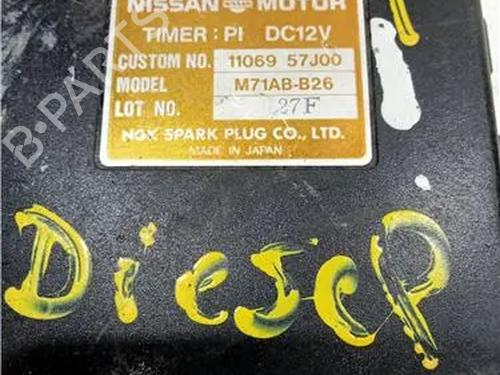 NISSAN MOTOR
TIMER : PI DC12V
CUSTOM NO. 11069 57J00
MODEL M71AB-B26
LOT NO. 27F
NGK SPARK PLUG CO., LTD.
MADE IN JAPAN
Diesel
B-PARTS